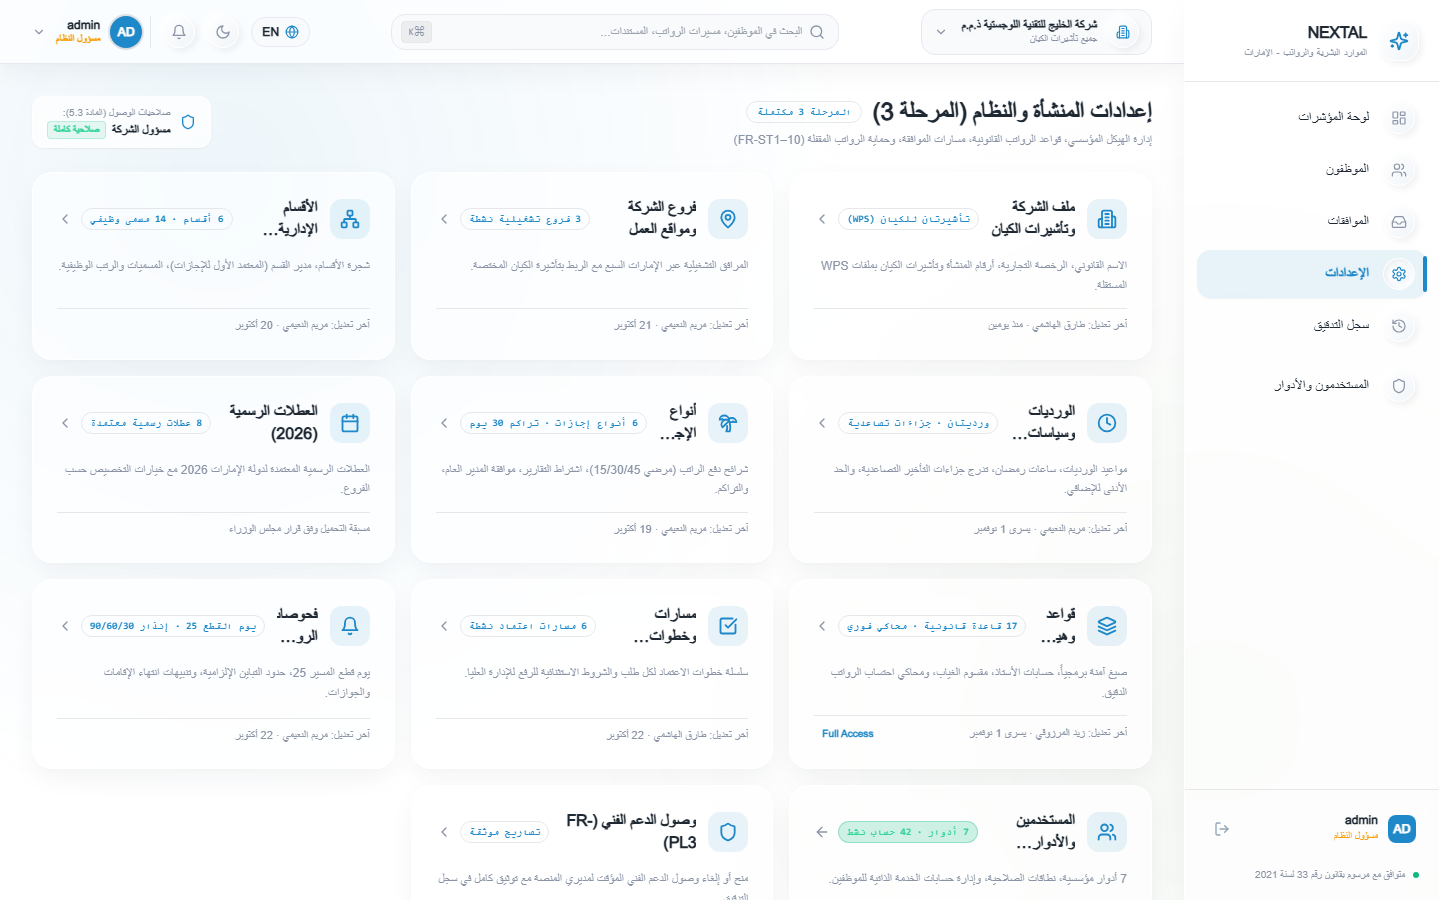 NEXTAL
الموارد البشرية والرواتب - الإمارات
شركة الخليج للتقنية اللوجستية ذ.م.م
جميع تأشيرات الكيان
البحث في الموظفين، مسيرات الرواتب، المستندات...
⌘K
EN
AD
admin
مسؤول النظام
لوحة المؤشرات
الموظفون
الموافقات
الإعدادات
سجل التدقيق
المستخدمون والأدوار
AD
admin
مسؤول النظام
متوافق مع مرسوم بقانون رقم 33 لسنة 2021
إعدادات المنشأة والنظام (المرحلة 3)
المرحلة 3 مكتملة
إدارة الهيكل المؤسسي، قواعد الرواتب القانونية، مسارات الموافقة، وحماية الرواتب المقفلة (FR-ST1–10)
صلاحيات الوصول (المادة 5.3):
مسؤول الشركة
صلاحية كاملة
ملف الشركة وتأشيرات الكيان
تأشيرتان للكيان (WPS)
الاسم القانوني، الرخصة التجارية، أرقام المنشأة وتأشيرات الكيان بملفات WPS
المستقلة.
آخر تعديل: طارق الهاشمي · منذ يومين
فروع الشركة ومواقع العمل
3 فروع تشغيلية نشطة
المرافق التشغيلية عبر الإمارات السبع مع الربط بتأشيرة الكيان المختصة.
آخر تعديل: مريم النعيمي · 21 أكتوبر
الأقسام الإدارية...
6 أقسام · 14 مسمى وظيفي
شجرة الأقسام، مدير القسم (المعتمد الأول للإجازات)، المسميات والرتب الوظيفية.
آخر تعديل: مريم النعيمي · 20 أكتوبر
الورديات وسياسات...
ورديتان · جزاءات تصاعدية
مواعيد الورديات، ساعات رمضان، تدرج جزاءات التأخير التصاعدية، والحد
الأدنى للإضافي.
آخر تعديل: مريم النعيمي · يسرى 1 نوفمبر
أنواع الإجـ...
6 أنواع إجازات · تراكم 30 يوم
شرائح دفع الراتب (مرضي 15/30/45)، اشتراط التقارير، موافقة المدير العام،
والتراكم.
آخر تعديل: مريم النعيمي · 19 أكتوبر
العطلات الرسمية (2026)
8 عطلات رسمية معتمدة
العطلات الرسمية المعتمدة لدولة الإمارات 2026 مع خيارات التخصيص حسب
الفروع.
مسبقة التحميل وفق قرار مجلس الوزراء
قواعد وهيـ...
17 قاعدة قانونية · محاكي فوري
صيغ آمنة برمجياً، حسابات الأستاذ، مقسوم الغياب، ومحاكي احتساب الرواتب
الدقيق.
آخر تعديل: زيد المرزوقي · يسرى 1 نوفمبر
Full Access
مسارات وخطوات...
6 مسارات اعتماد نشطة
سلسلة خطوات الاعتماد لكل طلب والشروط الاستثنائية للرفع للإدارة العليا.
آخر تعديل: طارق الهاشمي · 22 أكتوبر
فحوصات الرو...
يوم القطع 25 · إنذار 90/60/30
يوم قطع المسير 25، حدود التباين الإلزامية، وتنبيهات انتهاء الإقامات
والجوازات.
آخر تعديل: مريم النعيمي · 22 أكتوبر
المستخدمين والأدوار...
7 أدوار · 42 حساب نشط
7 أدوار مؤسسية، نطاقات الصلاحية، وإدارة حسابات الخدمة الذاتية للموظفين.
وصول الدعم الفني (FR-PL3)
تصاريح موثقة
منح أو إلغاء وصول الدعم الفني المؤقت لمديري المنصة مع توثيق كامل في سجل